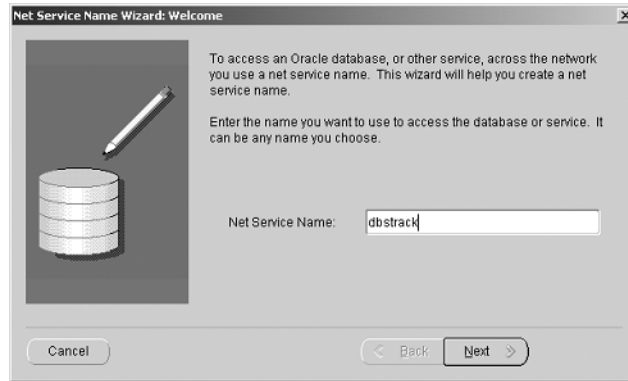 Net Service Name Wizard: Welcome
To access an Oracle database, or other service, across the network
you use a net service name. This wizard will help you create a net
service name.
Enter the name you want to use to access the database or service. It
can be any name you choose.
Net Service Name: dbstrack
Cancel
Back
Next